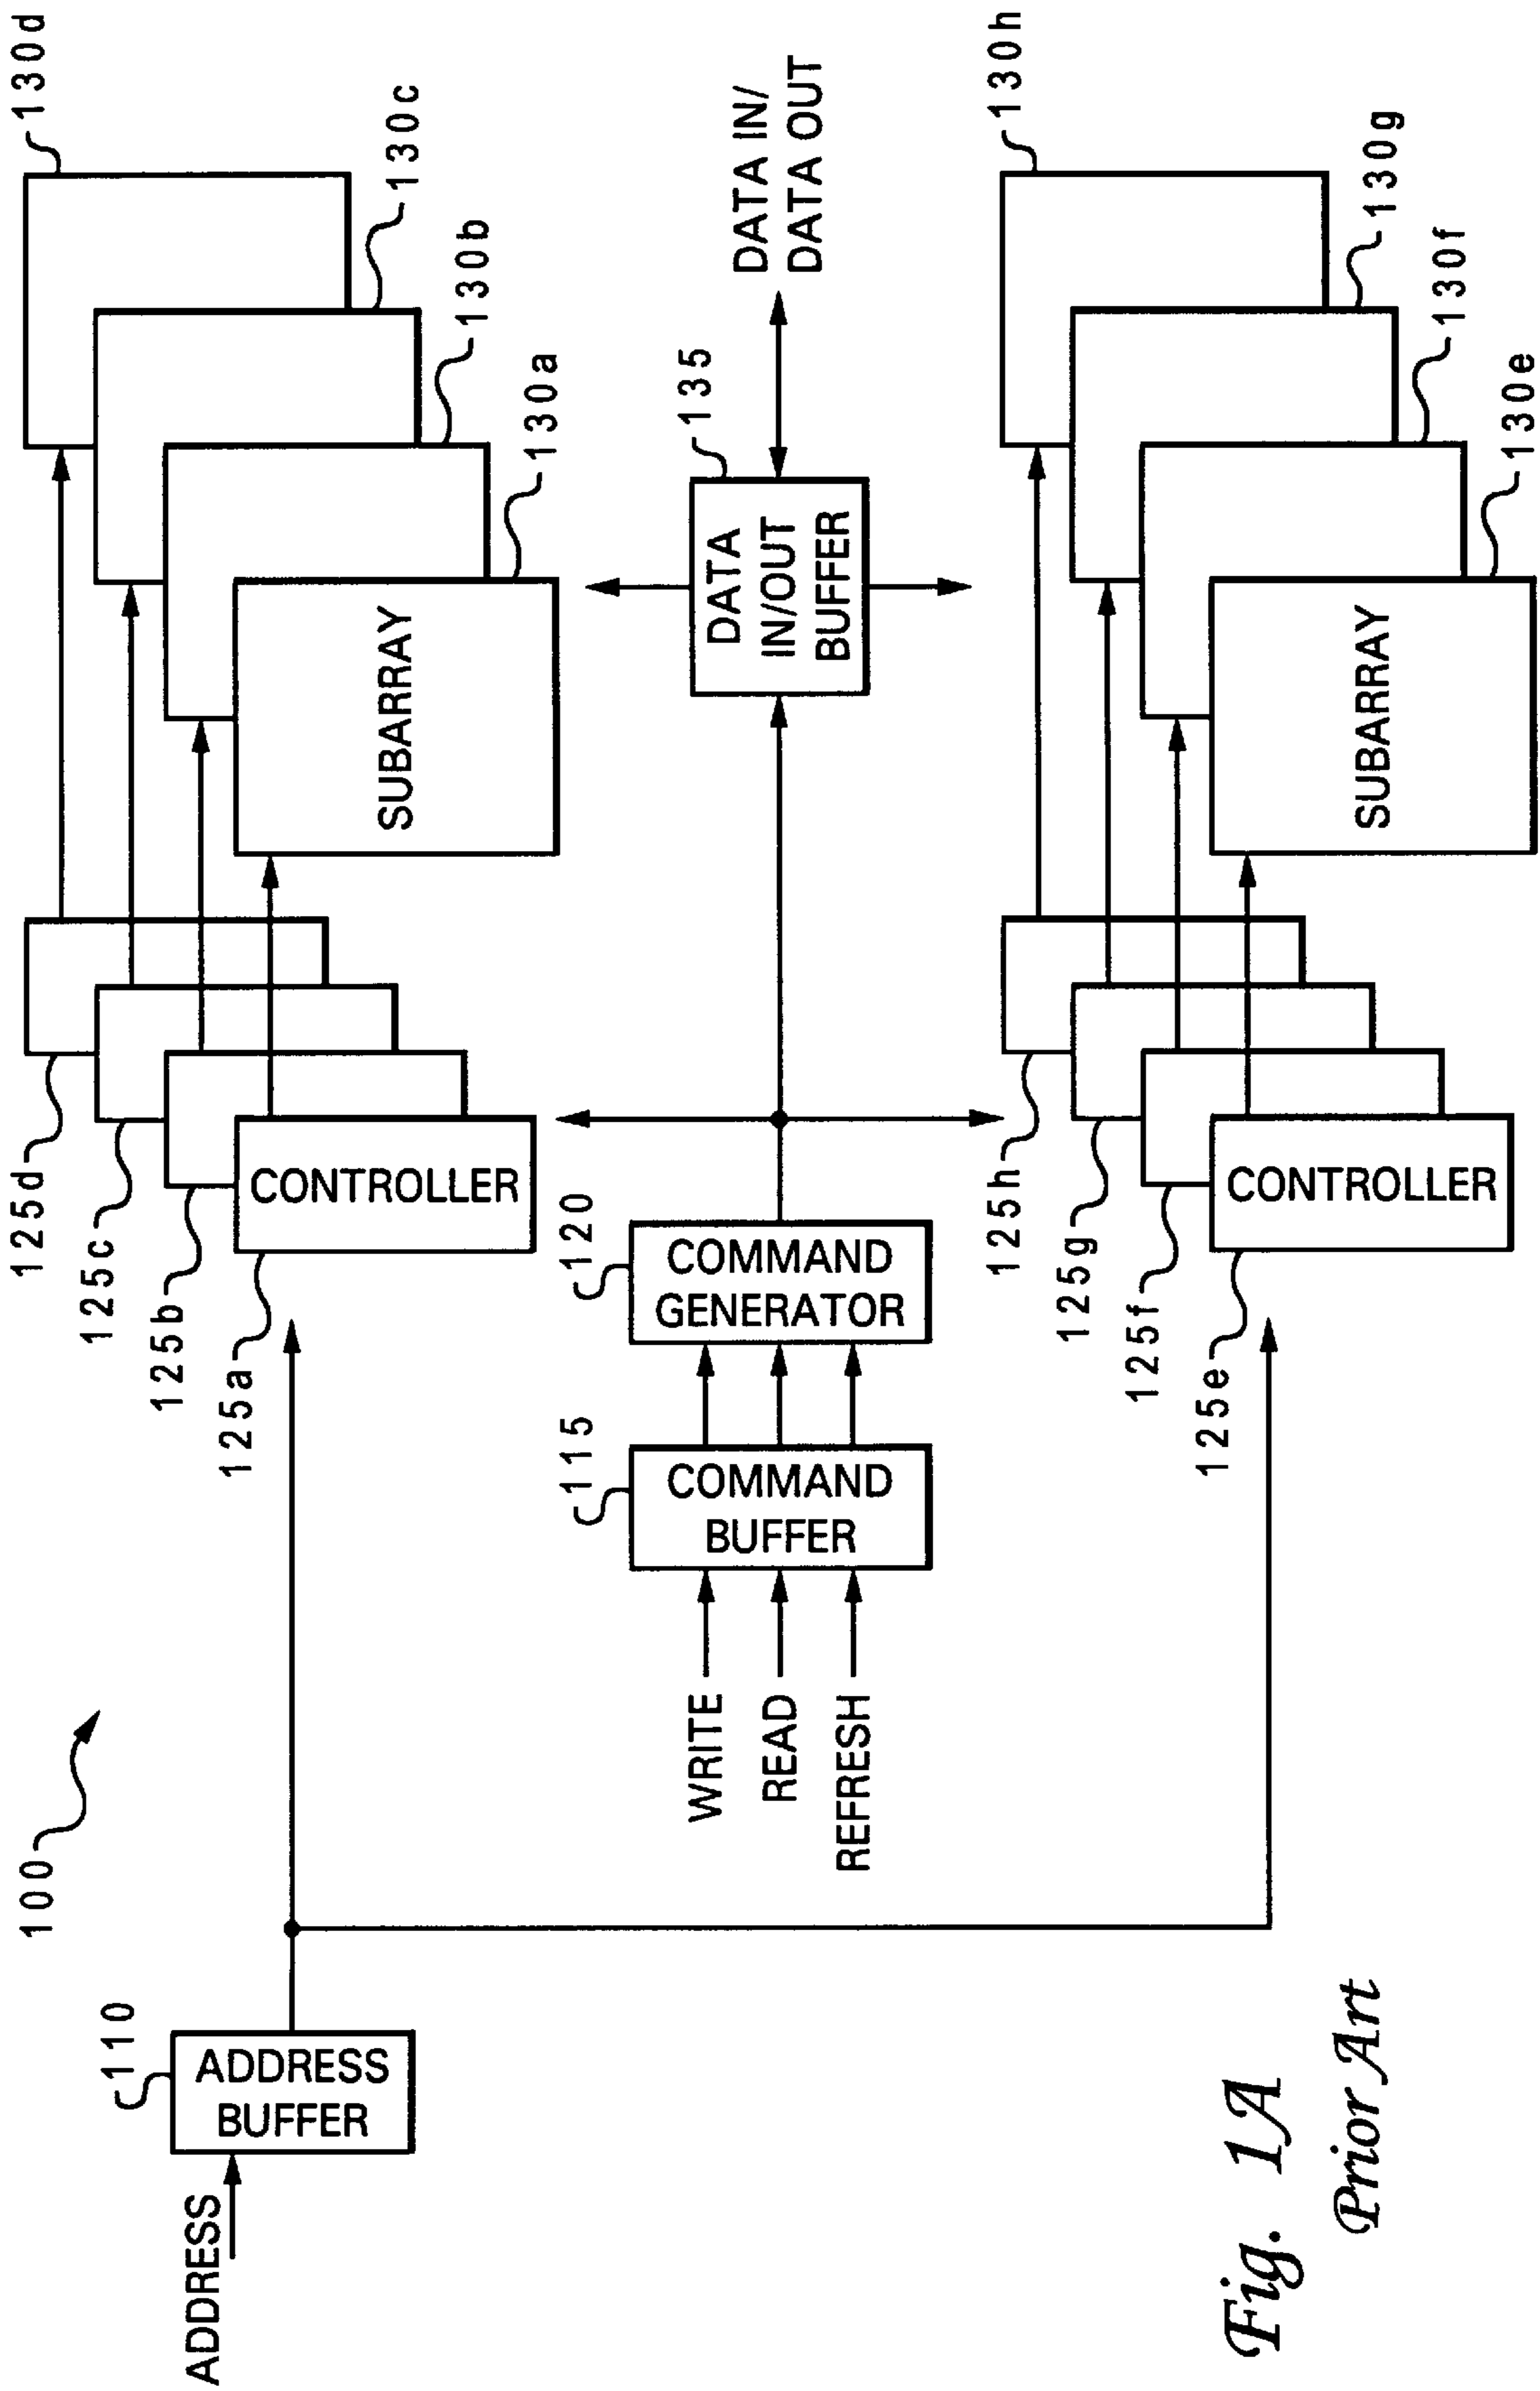 100
ADDRESS
110
ADDRESS
BUFFER
125d
125c
125b
125a
CONTROLLER
130d
130c
130b
130a
SUBARRAY
WRITE
READ
REFRESH
115
COMMAND
BUFFER
120
COMMAND
GENERATOR
135
DATA
IN/OUT
BUFFER
DATA IN/
DATA OUT
125h
125g
125f
125e
CONTROLLER
130h
130g
130f
130e
SUBARRAY
Fig. 1A
Prior Art